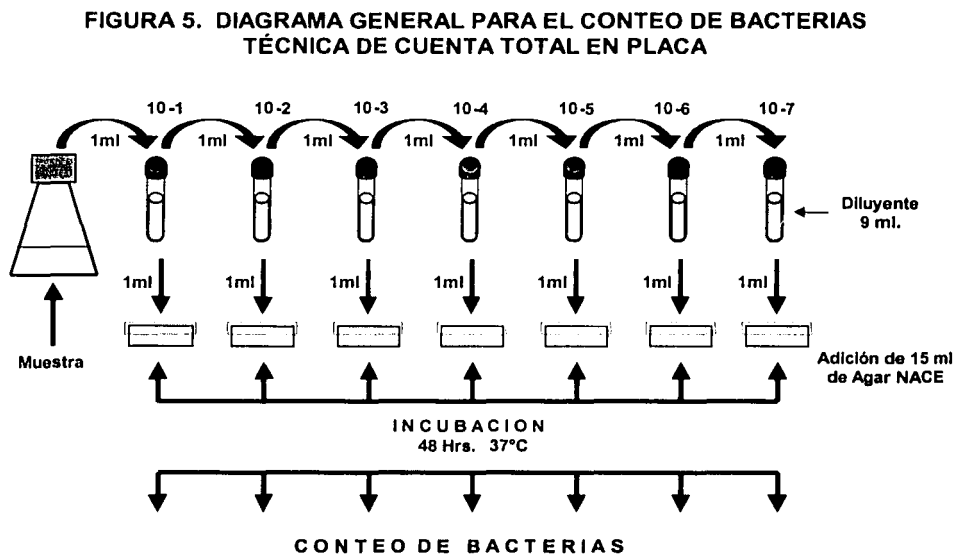 FIGURA 5. DIAGRAMA GENERAL PARA EL CONTEO DE BACTERIAS
TÉCNICA DE CUENTA TOTAL EN PLACA
10-1 10-2 10-3 10-4 10-5 10-6 10-7
1ml 1ml 1ml 1ml 1ml 1ml 1ml
Diluyente
9 ml.
1ml 1ml 1ml 1ml 1ml 1ml 1ml
Muestra
Adición de 15 ml
de Agar NACE
INCUBACION
48 Hrs. 37°C
CONTEO DE BACTERIAS